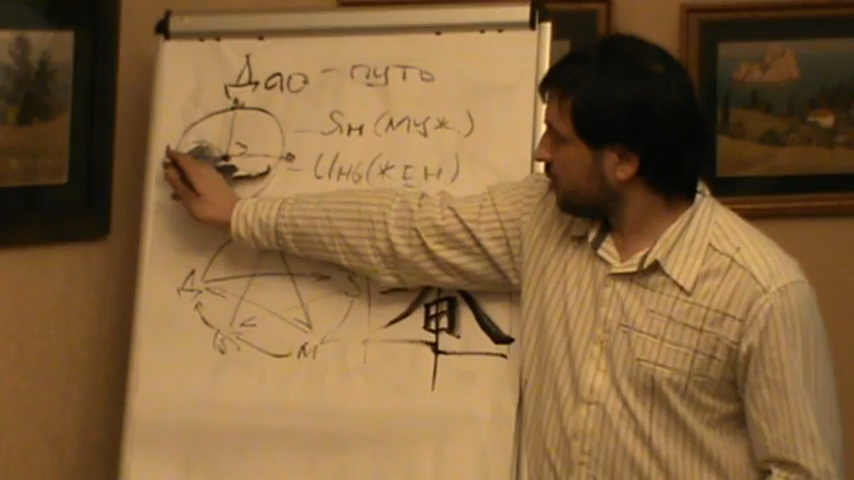 Дао - путь
- Ян (муж.)
- Инь (жен)
Д
М